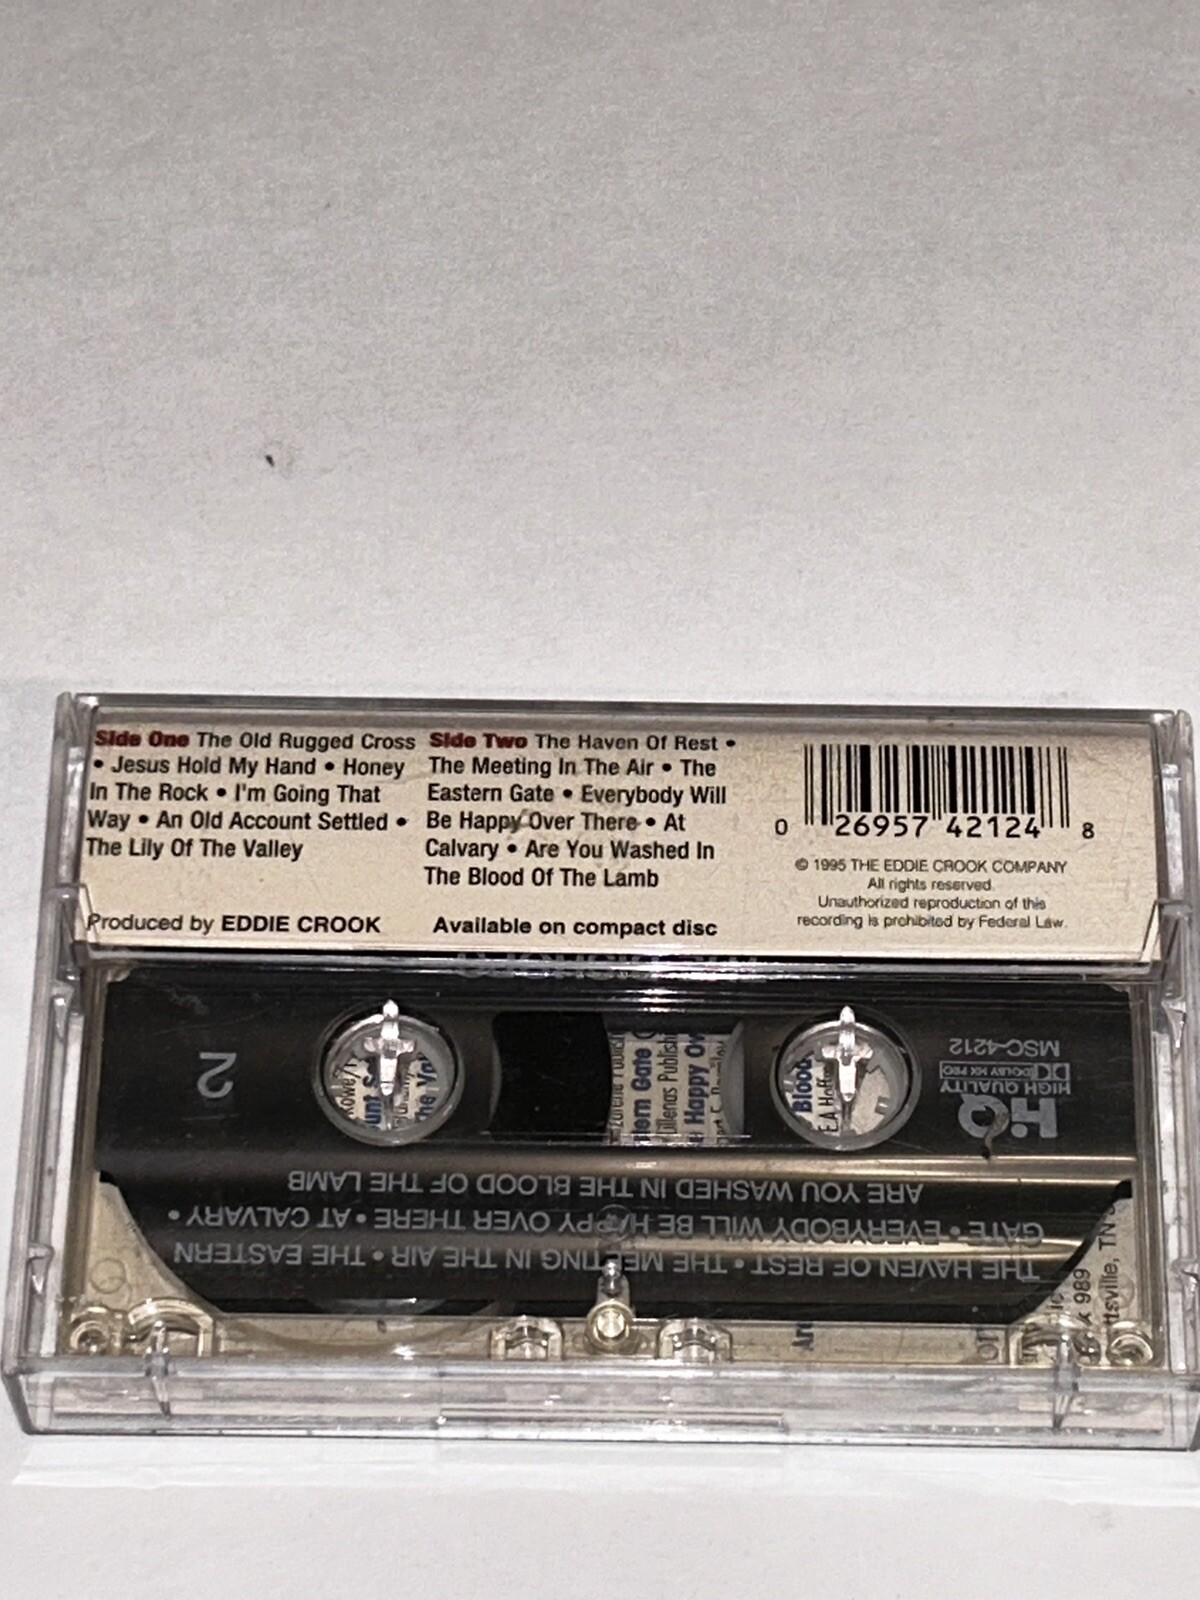 Side One The Old Rugged Cross
• Jesus Hold My Hand • Honey
In The Rock • I'm Going That
Way • An Old Account Settled •
The Lily Of The Valley
Produced by EDDIE CROOK
Side Two The Haven Of Rest •
The Meeting In The Air • The
Eastern Gate • Everybody Will
Be Happy Over There • At
Calvary • Are You Washed In
The Blood Of The Lamb
Available on compact disc
0 26957 42124 8
© 1995 THE EDDIE CROOK COMPANY
All rights reserved.
Unauthorized reproduction of this
recording is prohibited by Federal Law.
2
MSC-4212
DOLBY HX PRO
HIGH QUALITY
HQ
THE HAVEN OF REST • THE MEETING IN THE AIR • THE EASTERN
GATE • EVERYBODY WILL BE HAPPY OVER THERE • AT CALVARY •
ARE YOU WASHED IN THE BLOOD OF THE LAMB
Gate
Happy
Blood
989
TN